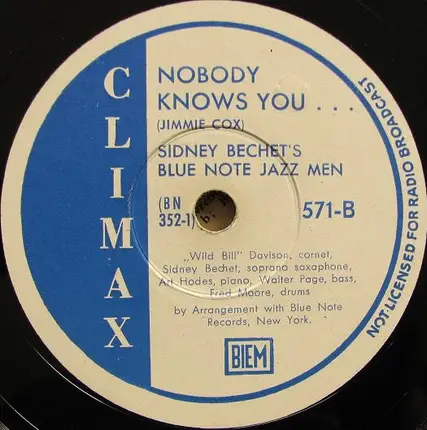 CLIMAX
NOBODY
KNOWS YOU . . .
(JIMMIE COX)
SIDNEY BECHET'S
BLUE NOTE JAZZ MEN
(BN
352-1)
571-B
„Wild Bill" Davison, cornet,
Sidney Bechet, soprano saxophone,
Art Hodes, piano, Walter Page, bass,
Fred Moore, drums
by Arrangement with Blue Note
Records, New York.
BIEM
NOT LICENSED FOR RADIO BROADCAST